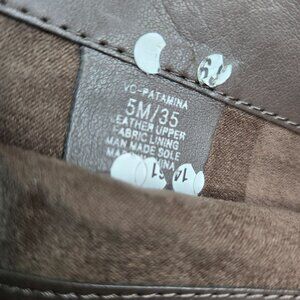 VC-PATAMINA
5M/35
LEATHER UPPER
FABRIC LINING
MAN MADE SOLE